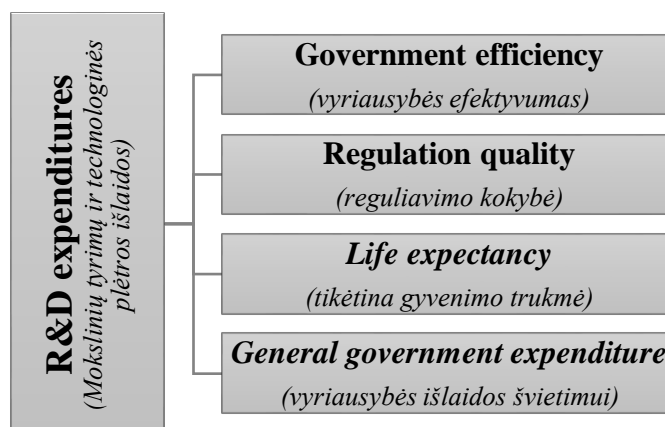 R&D expenditures
(Mokslinių tyrimų ir technologinės
plėtros išlaidos)
Government efficiency
(vyriausybės efektyvumas)
Regulation quality
(reguliavimo kokybė)
Life expectancy
(tikėtina gyvenimo trukmė)
General government expenditure
(vyriausybės išlaidos švietimui)